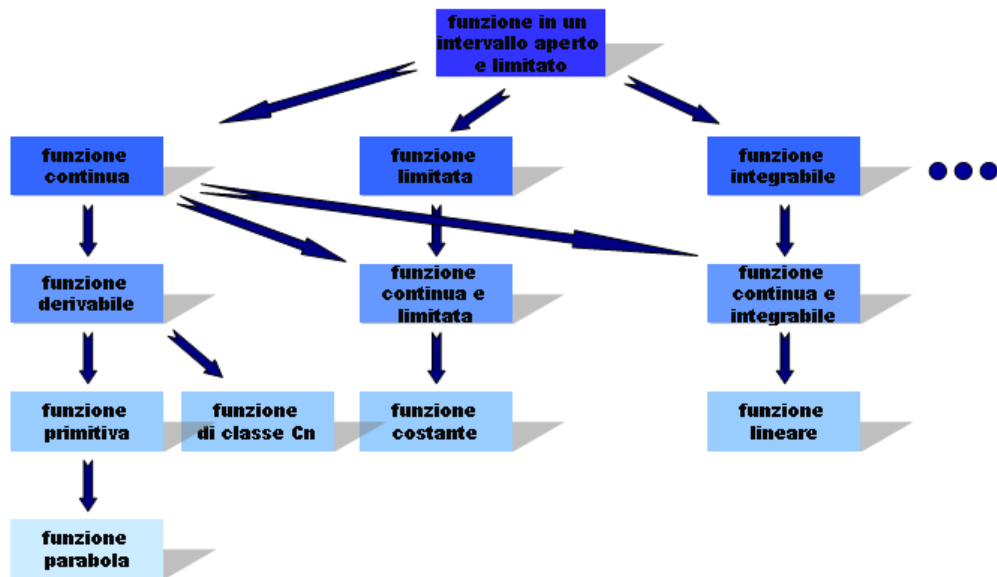 funzione in un
intervallo aperto
e limitato
funzione
continua
funzione
limitata
funzione
integrabile
funzione
derivabile
funzione
continua e
limitata
funzione
continua e
integrabile
funzione
primitiva
funzione
di classe Cn
funzione
costante
funzione
lineare
funzione
parabola